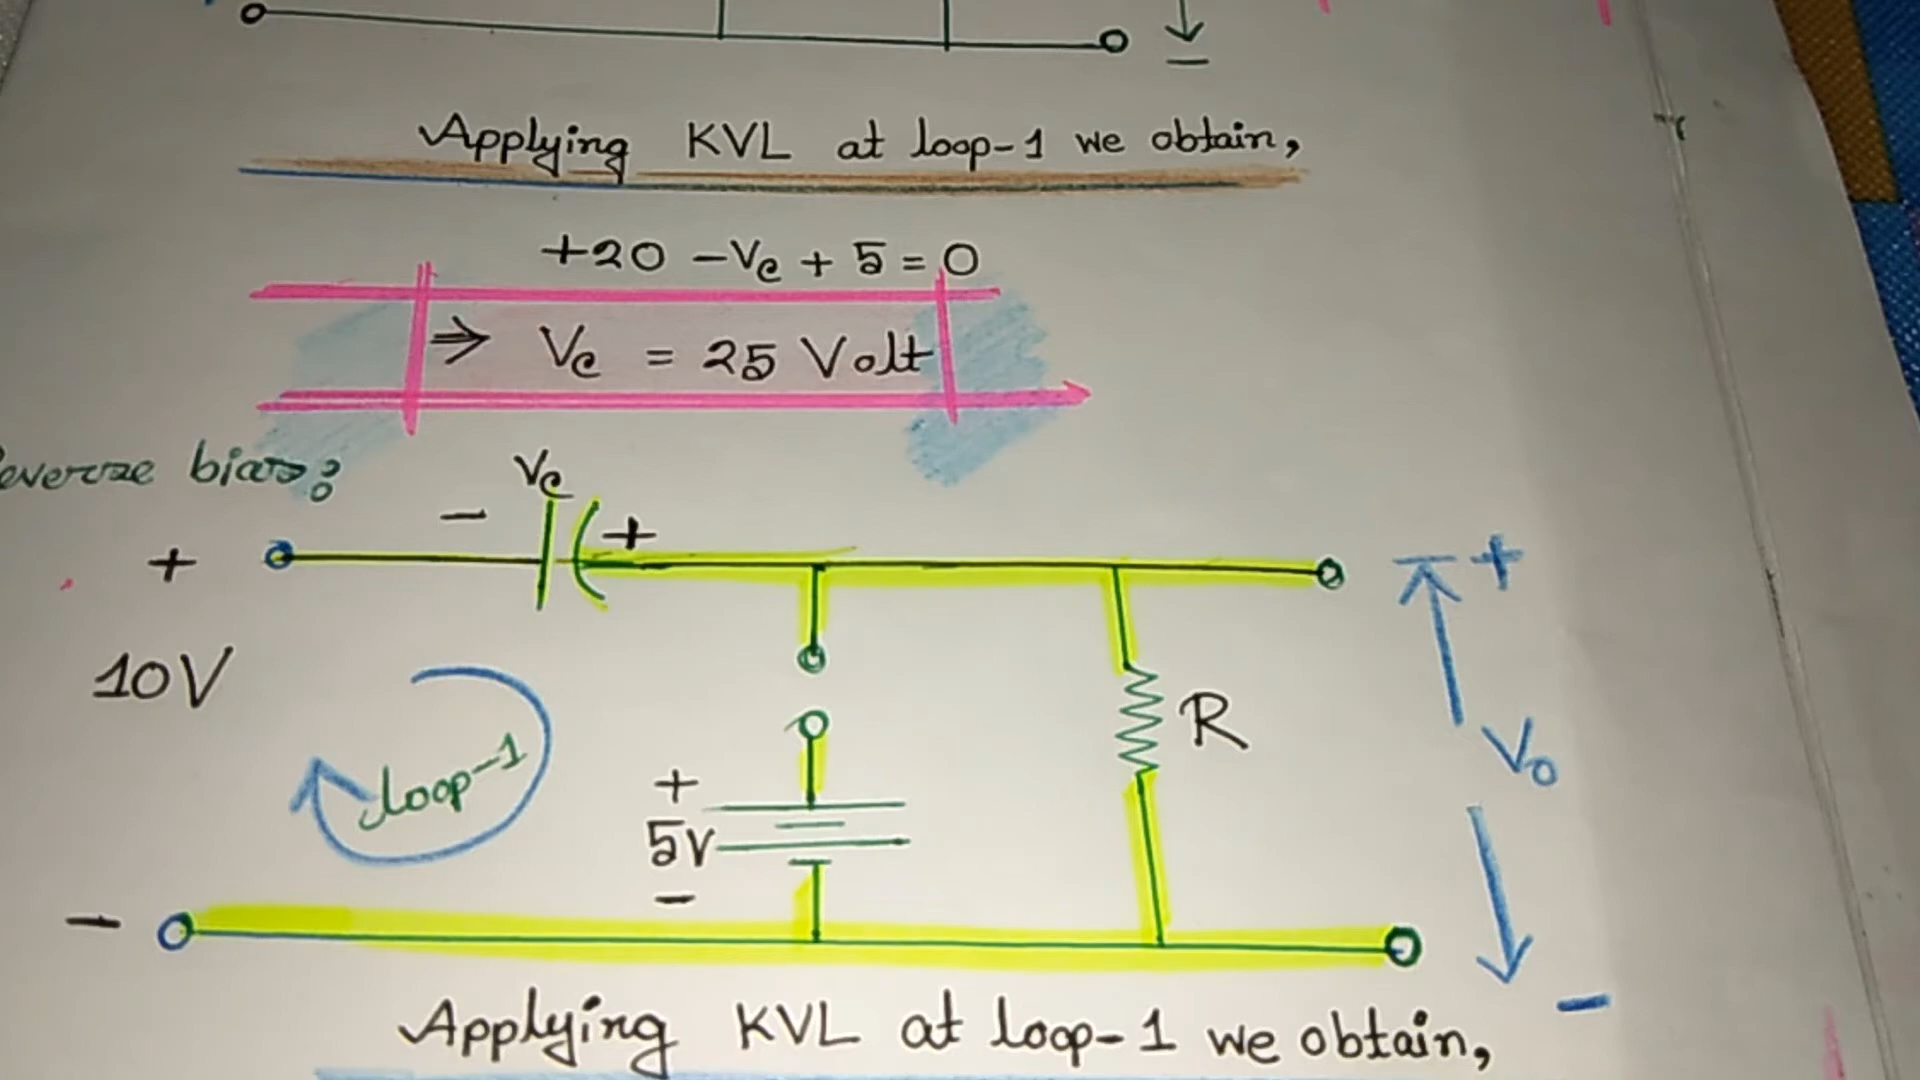 Applying KVL at loop-1 we obtain,
+20 -Vc + 5 = 0
⇒ Vc = 25 Volt
everse bias:
Vc
- +
+
+
10V
loop-1
R
Vo
+
5V
-
-
-
Applying KVL at loop-1 we obtain,